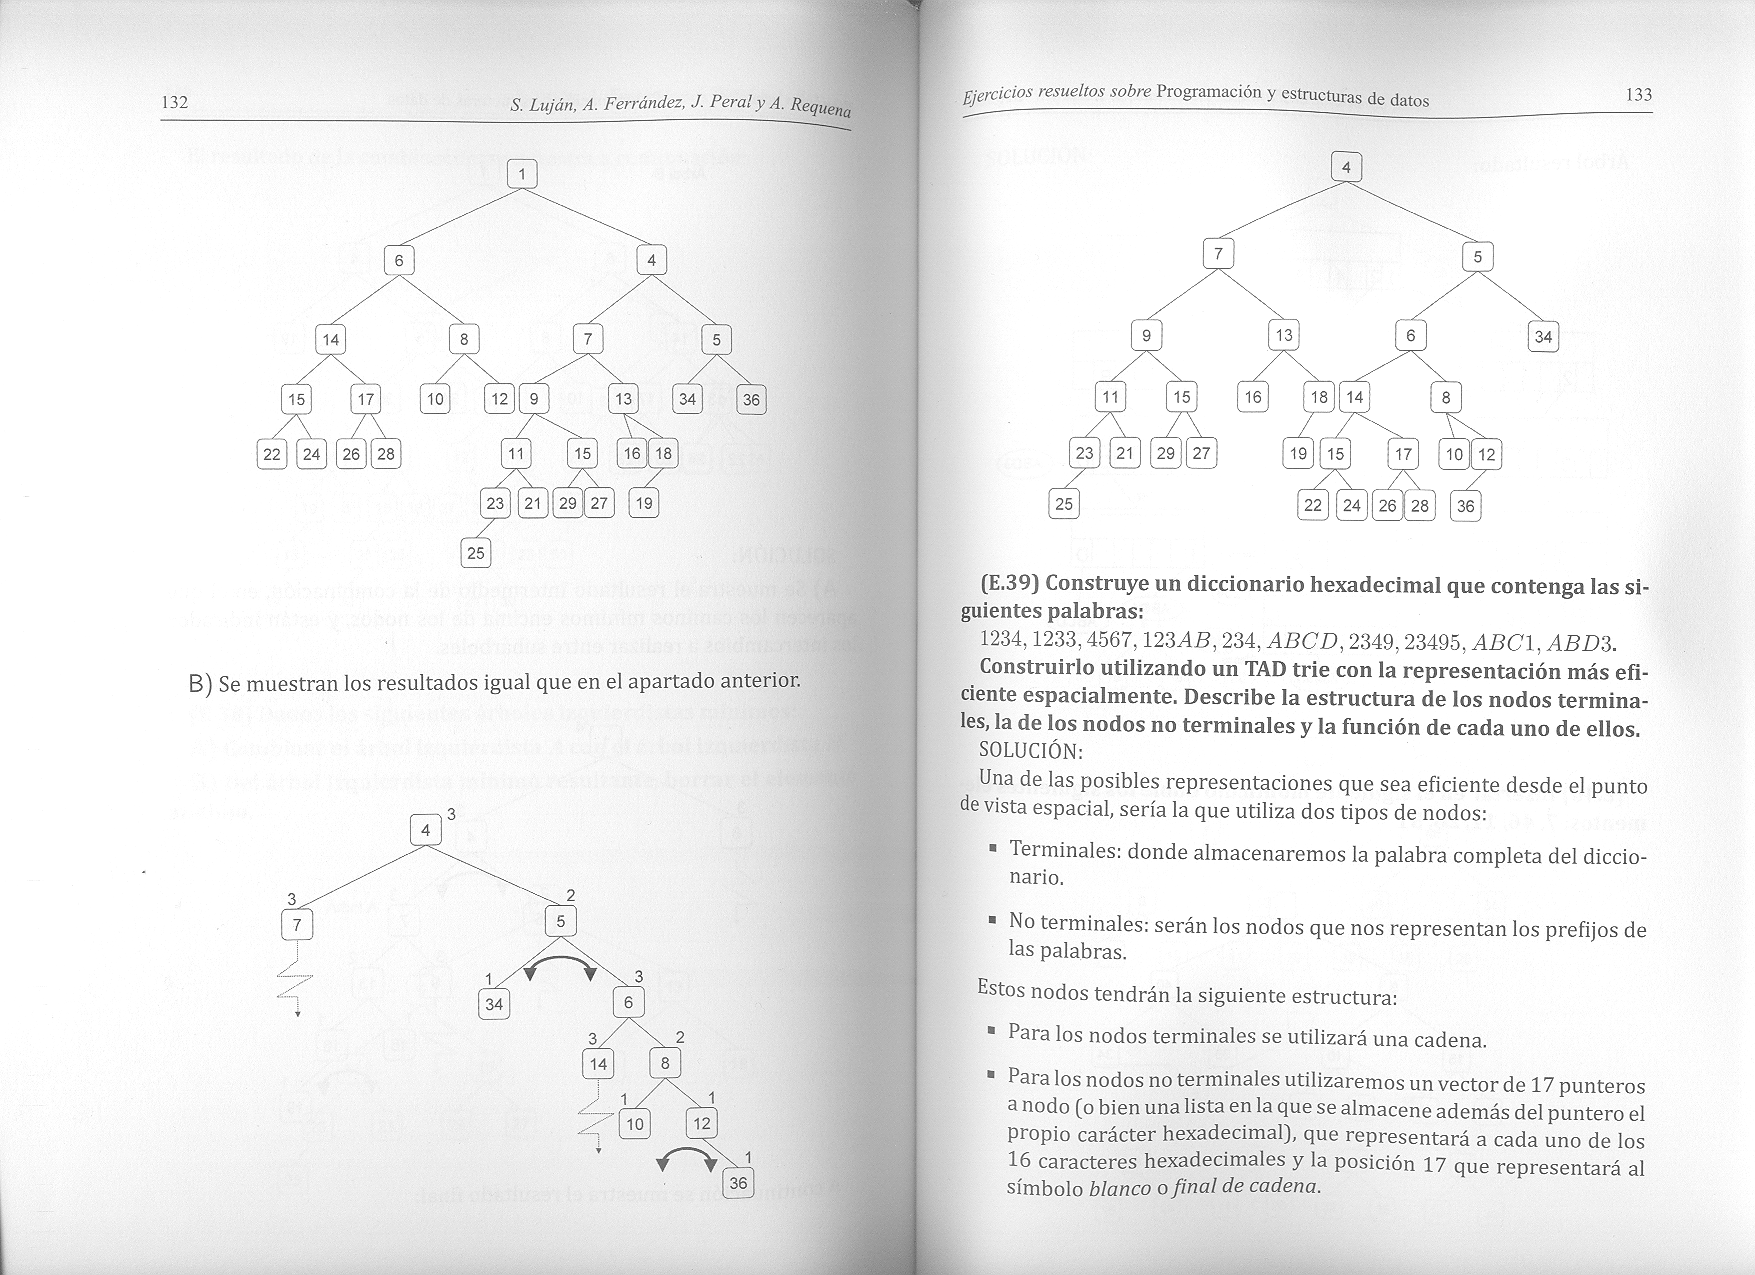 132
S. Luján, A. Ferrández, J. Peral y A. Requena
1
6 4
14 8 7 5
15 17 10 12 9 13 34 36
22 24 26 28 11 15 16 18
23 21 29 27 19
25
B) Se muestran los resultados igual que en el apartado anterior.
3
4
3 2
7 5
1 3
34 6
3 2
14 8
1 1
10 12
1
36
Ejercicios resueltos sobre Programación y estructuras de datos
133
4
7 5
9 13 6 34
11 15 16 18 14 8
23 21 29 27 19 15 17 10 12
25 22 24 26 28 36
(E.39) Construye un diccionario hexadecimal que contenga las si-
guientes palabras:
1234, 1233, 4567, 123AB, 234, ABCD, 2349, 23495, ABC1, ABD3.
Construirlo utilizando un TAD trie con la representación más efi-
ciente espacialmente. Describe la estructura de los nodos termina-
les, la de los nodos no terminales y la función de cada uno de ellos.
SOLUCIÓN:
Una de las posibles representaciones que sea eficiente desde el punto
de vista espacial, sería la que utiliza dos tipos de nodos:
▪ Terminales: donde almacenaremos la palabra completa del diccio-
nario.
▪ No terminales: serán los nodos que nos representan los prefijos de
las palabras.
Estos nodos tendrán la siguiente estructura:
▪ Para los nodos terminales se utilizará una cadena.
▪ Para los nodos no terminales utilizaremos un vector de 17 punteros
a nodo (o bien una lista en la que se almacene además del puntero el
propio carácter hexadecimal), que representará a cada uno de los
16 caracteres hexadecimales y la posición 17 que representará al
símbolo blanco o final de cadena.